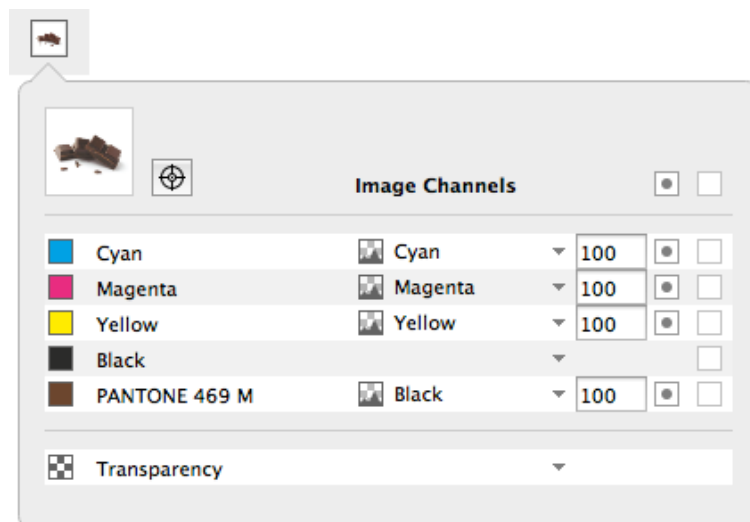 Image Channels
Cyan Cyan 100
Magenta Magenta 100
Yellow Yellow 100
Black
PANTONE 469 M Black 100
Transparency